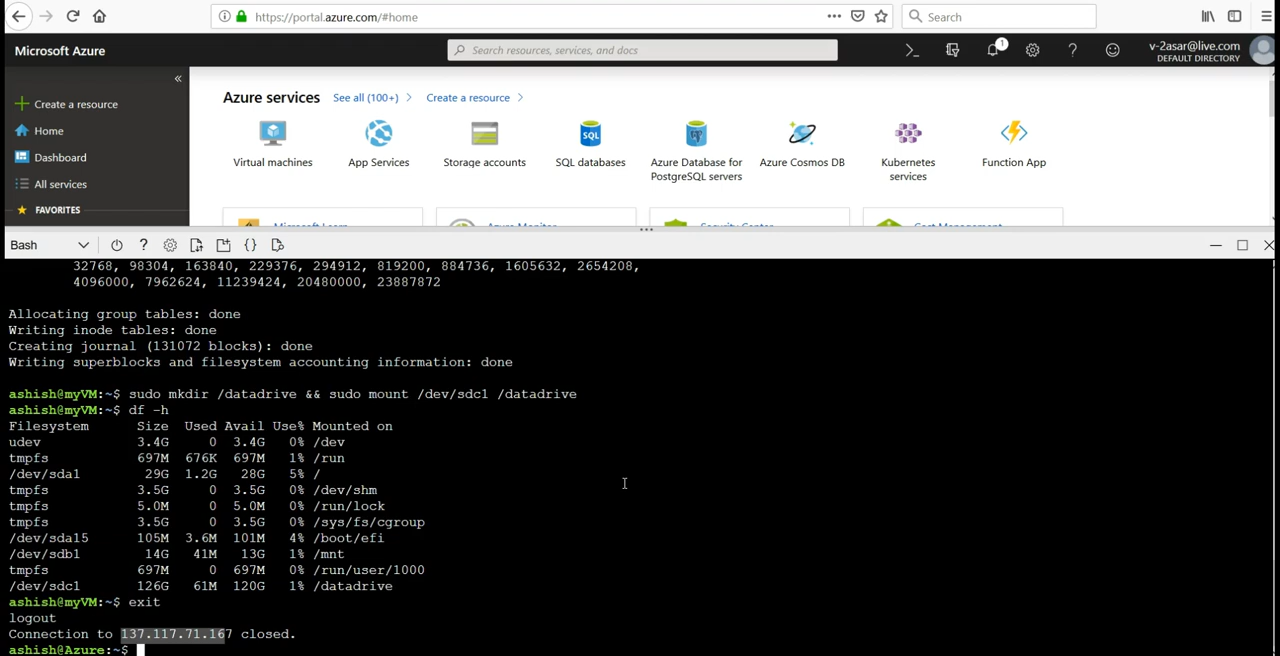 https://portal.azure.com/#home
Search
Microsoft Azure
Search resources, services, and docs
1
v-2asar@live.com
DEFAULT DIRECTORY
Create a resource
Home
Dashboard
All services
FAVORITES
Azure services See all (100+) Create a resource
Virtual machines
App Services
Storage accounts
SQL
SQL databases
Azure Database for
PostgreSQL servers
Azure Cosmos DB
Kubernetes
services
Function App
Microsoft Learn
Azure Monitor
Security Center
Cost Management
Bash
32768, 98304, 163840, 229376, 294912, 819200, 884736, 1605632, 2654208,
4096000, 7962624, 11239424, 20480000, 23887872
Allocating group tables: done
Writing inode tables: done
Creating journal (131072 blocks): done
Writing superblocks and filesystem accounting information: done
ashish@myVM:~$ sudo mkdir /datadrive && sudo mount /dev/sdc1 /datadrive
ashish@myVM:~$ df -h
Filesystem Size Used Avail Use% Mounted on
udev 3.4G 0 3.4G 0% /dev
tmpfs 697M 676K 697M 1% /run
/dev/sda1 29G 1.2G 28G 5% /
tmpfs 3.5G 0 3.5G 0% /dev/shm
tmpfs 5.0M 0 5.0M 0% /run/lock
tmpfs 3.5G 0 3.5G 0% /sys/fs/cgroup
/dev/sda15 105M 3.6M 101M 4% /boot/efi
/dev/sdb1 14G 41M 13G 1% /mnt
tmpfs 697M 0 697M 0% /run/user/1000
/dev/sdc1 126G 61M 120G 1% /datadrive
ashish@myVM:~$ exit
logout
Connection to 137.117.71.167 closed.
ashish@Azure:~$